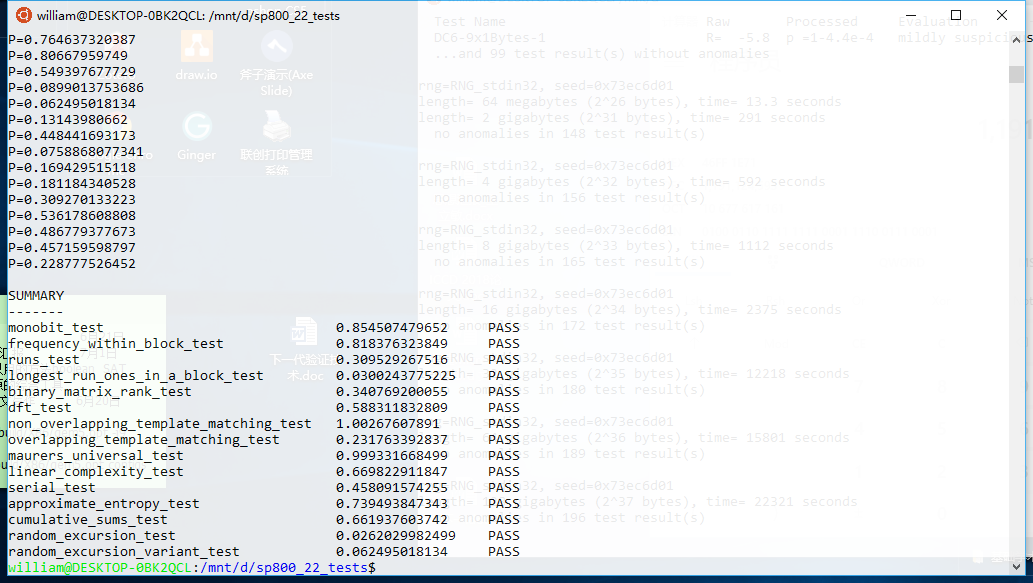 william@DESKTOP-0BK2QCL: /mnt/d/sp800_22_tests
P=0.764637320387
P=0.80667959749
P=0.549397677729
P=0.0899013753686
P=0.062495018134
P=0.13143980662
P=0.448441693173
P=0.0758868077341
P=0.169429515118
P=0.181184340528
P=0.309270133223
P=0.536178608808
P=0.486779377673
P=0.457159598797
P=0.228777526452
SUMMARY
-------
monobit_test 0.854507479652 PASS
frequency_within_block_test 0.818376323849 PASS
runs_test 0.309529267516 PASS
longest_run_ones_in_a_block_test 0.0300243775225 PASS
binary_matrix_rank_test 0.340769200055 PASS
dft_test 0.588311832809 PASS
non_overlapping_template_matching_test 1.00267607891 PASS
overlapping_template_matching_test 0.231763392837 PASS
maurers_universal_test 0.999331668499 PASS
linear_complexity_test 0.669822911847 PASS
serial_test 0.458091574255 PASS
approximate_entropy_test 0.739493847343 PASS
cumulative_sums_test 0.661937603742 PASS
random_excursion_test 0.0262029982499 PASS
random_excursion_variant_test 0.062495018134 PASS
william@DESKTOP-0BK2QCL:/mnt/d/sp800_22_tests$
Test Name Raw Processed Evaluation
DC6-9x1Bytes-1 R= -5.8 p =1-4.4e-4 mildly suspicious
...and 99 test result(s) without anomalies
rng=RNG_stdin32, seed=0x73ec6d01
length= 64 megabytes (2^26 bytes), time= 13.3 seconds
length= 2 gigabytes (2^31 bytes), time= 291 seconds
no anomalies in 148 test result(s)
rng=RNG_stdin32, seed=0x73ec6d01
length= 4 gigabytes (2^32 bytes), time= 592 seconds
no anomalies in 156 test result(s)
rng=RNG_stdin32, seed=0x73ec6d01
length= 8 gigabytes (2^33 bytes), time= 1112 seconds
no anomalies in 165 test result(s)
rng=RNG_stdin32, seed=0x73ec6d01
length= 16 gigabytes (2^34 bytes), time= 2375 seconds
in 172 test result(s)
seed=0x73ec6d01
(2^35 bytes), time= 12218 seconds
in 180 test result(s)
seed=0x73ec6d01
(2^36 bytes), time= 15801 seconds
in 189 test result(s)
rng=RNG_stdin32, seed=0x73ec6d01
gigabytes (2^37 bytes), time= 22321 seconds
in 196 test result(s)
draw.io
斧子演示(Axe
Slide)
Ginger
联创打印管理
系统
下一代验证技
术.doc